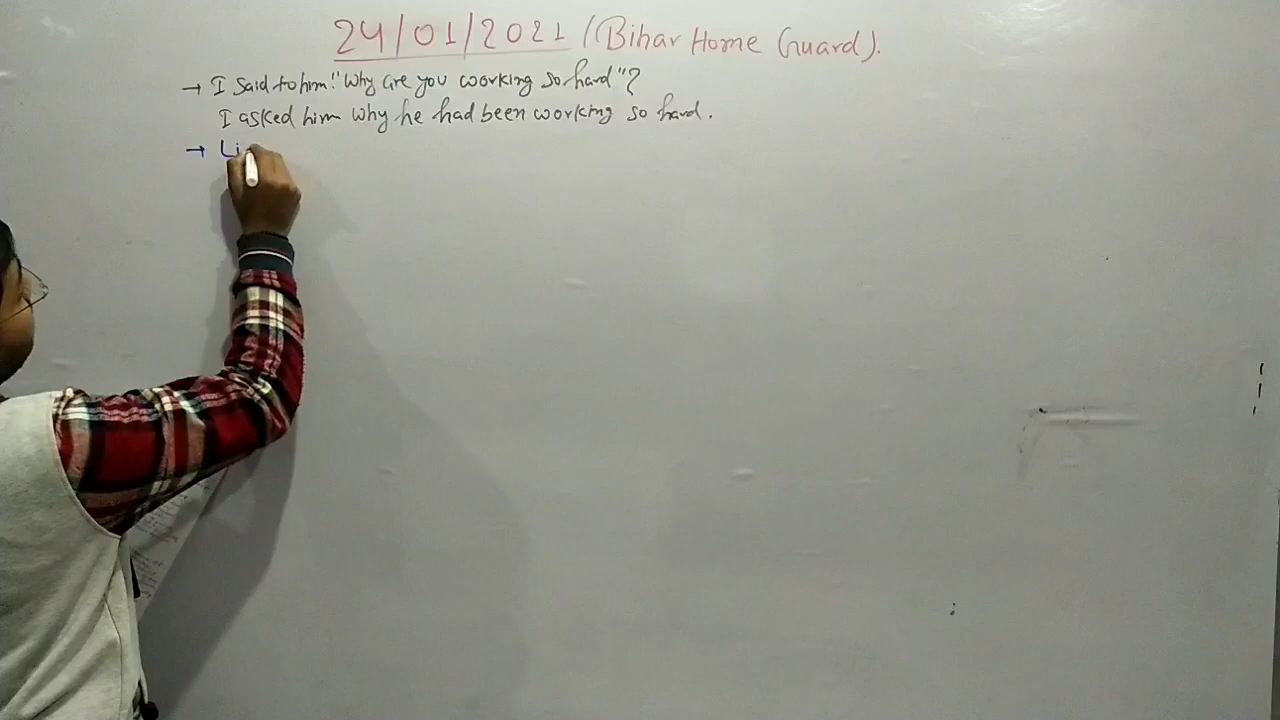 24/01/2021 (Bihar Home Guard).
→ I said to him "Why are you working so hard"?
I asked him why he had been working so hard.
→ Li